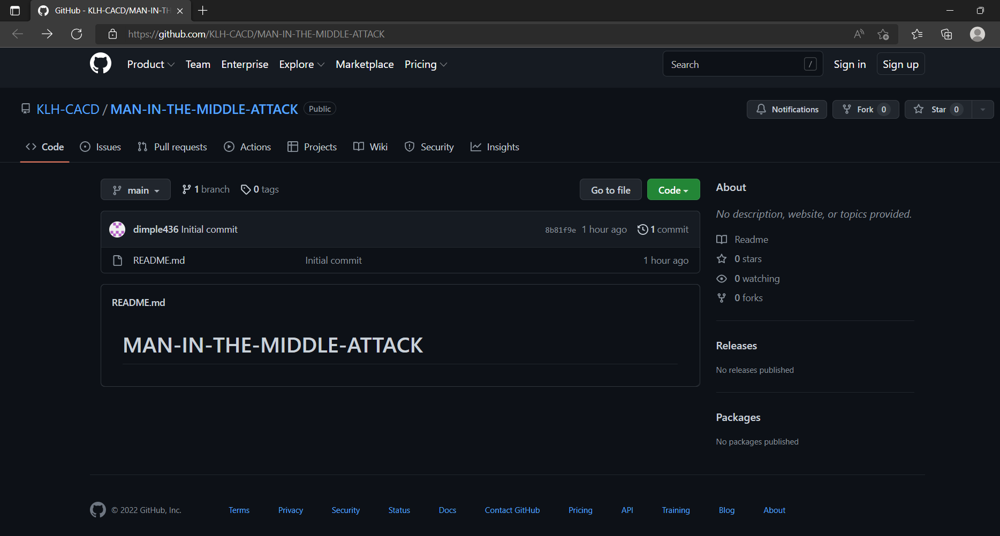 GitHub - KLH-CACD/MAN-IN-TH
https://github.com/KLH-CACD/MAN-IN-THE-MIDDLE-ATTACK
Product Team Enterprise Explore Marketplace Pricing Search / Sign in Sign up
KLH-CACD / MAN-IN-THE-MIDDLE-ATTACK Public Notifications Fork 0 Star 0
Code Issues Pull requests Actions Projects Wiki Security Insights
main 1 branch 0 tags Go to file Code
dimple436 Initial commit 8b81f9e 1 hour ago 1 commit
README.md Initial commit 1 hour ago
README.md
MAN-IN-THE-MIDDLE-ATTACK
About
No description, website, or topics provided.
Readme
0 stars
0 watching
0 forks
Releases
No releases published
Packages
No packages published
© 2022 GitHub, Inc. Terms Privacy Security Status Docs Contact GitHub Pricing API Training Blog About